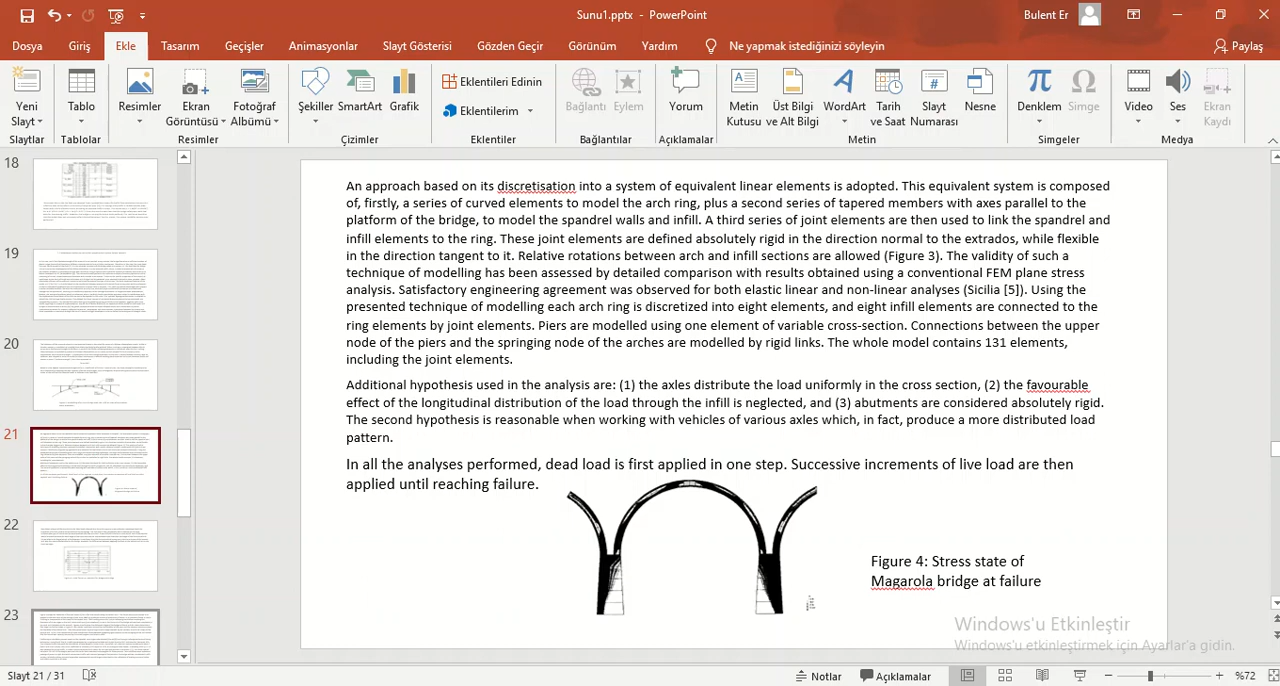 Sunu1.pptx - PowerPoint
Bulent Er
Dosya Giriş Ekle Tasarım Geçişler Animasyonlar Slayt Gösterisi Gözden Geçir Görünüm Yardım Ne yapmak istediğinizi söyleyin Paylaş
Yeni Slayt
Tablo
Resimler
Ekran Görüntüsü
Fotoğraf Albümü
Şekiller
SmartArt
Grafik
Eklentileri Edinin
Eklentilerim
Bağlantı
Eylem
Yorum
Metin Kutusu
Üst Bilgi ve Alt Bilgi
WordArt
Tarih ve Saat
Slayt Numarası
Nesne
Denklem
Simge
Video
Ses
Ekran Kaydı
Slaytlar Tablolar Resimler Çizimler Eklentiler Bağlantılar Açıklamalar Metin Simgeler Medya
18
19
20
21
22
23
An approach based on its discretisation into a system of equivalent linear elements is adopted. This equivalent system is composed
of, firstly, a series of curved elements to model the arch ring, plus a second series of tapered members with axes parallel to the
platform of the bridge, to model the spandrel walls and infill. A third series of joint elements are then used to link the spandrel and
infill elements to the ring. These joint elements are defined absolutely rigid in the direction normal to the extrados, while flexible
in the direction tangent to it. Relative rotations between arch and infill are also allowed (Figure 3). The validity of such a
technique of modelling has been assessed by detailed comparison with results obtained using a conventional FEM plane stress
analysis. Satisfactory engineering agreement was observed for both elastic linear and non-linear analyses (Sicilia [5]). Using the
presented technique of modelling each arch ring is discretized into eight elements, and eight infill elements are connected to the
ring elements by joint elements. Piers are modelled using one element of variable cross-section. Connections between the upper
node of the piers and the springing node of the arches are modelled by rigid links. The whole model contains 131 elements,
including the joint elements.
Additional hypothesis used in the analysis are: (1) the axles distribute the load uniformly in the cross section, (2) the favourable
effect of the longitudinal distribution of the load through the infill is neglected, and (3) abutments are considered absolutely rigid.
The second hypothesis is reasonable when working with vehicles of various axles which, in fact, produce a more distributed load
pattern.
In all the analyses performed, dead load is first applied in one step. Successive increments of live load are then
applied until reaching failure.
Figure 4: Stress state of
Magarola bridge at failure
Windows'u Etkinleştir
Windows'u etkinleştirmek için Ayarlar'a gidin.
Slayt 21 / 31
Notlar
Açıklamalar
%72